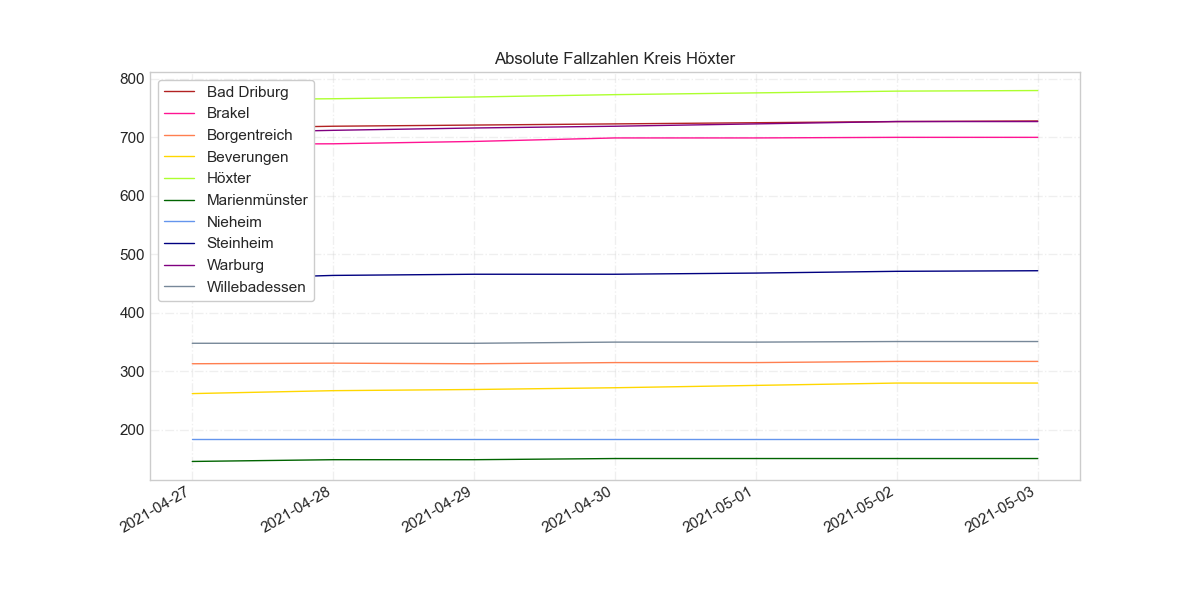 Absolute Fallzahlen Kreis Höxter
800
700
600
500
400
300
200
Bad Driburg
Brakel
Borgentreich
Beverungen
Höxter
Marienmünster
Nieheim
Steinheim
Warburg
Willebadessen
2021-04-27
2021-04-28
2021-04-29
2021-04-30
2021-05-01
2021-05-02
2021-05-03